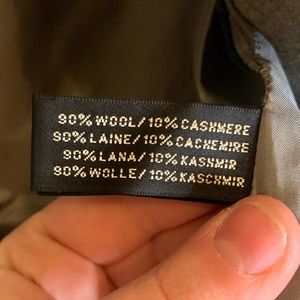 90% WOOL/10% CASHMERE
90% LAINE/10% CACHEMIRE
90% LANA/10% KASHMIR
90% WOLLE/10% KASCHMIR